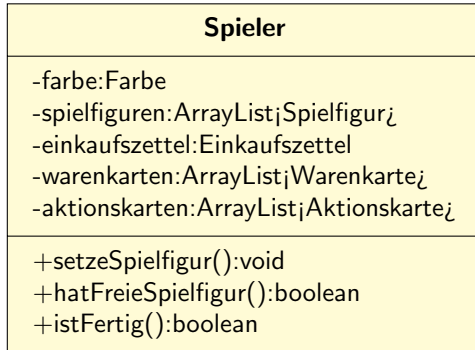 Spieler
-farbe:Farbe
-spielfiguren:ArrayList¡Spielfigur¿
-einkaufszettel:Einkaufszettel
-warenkarten:ArrayList¡Warenkarte¿
-aktionskarten:ArrayList¡Aktionskarte¿
+setzeSpielfigur():void
+hatFreieSpielfigur():boolean
+istFertig():boolean